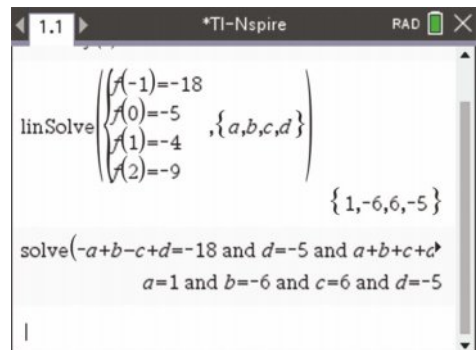 1.1 *TI-Nspire RAD
f(-1)=-18
f(0)=-5
linSolve ,{a,b,c,d}
f(1)=-4
f(2)=-9
{1,-6,6,-5}
solve(-a+b-c+d=-18 and d=-5 and a+b+c+d
a=1 and b=-6 and c=6 and d=-5